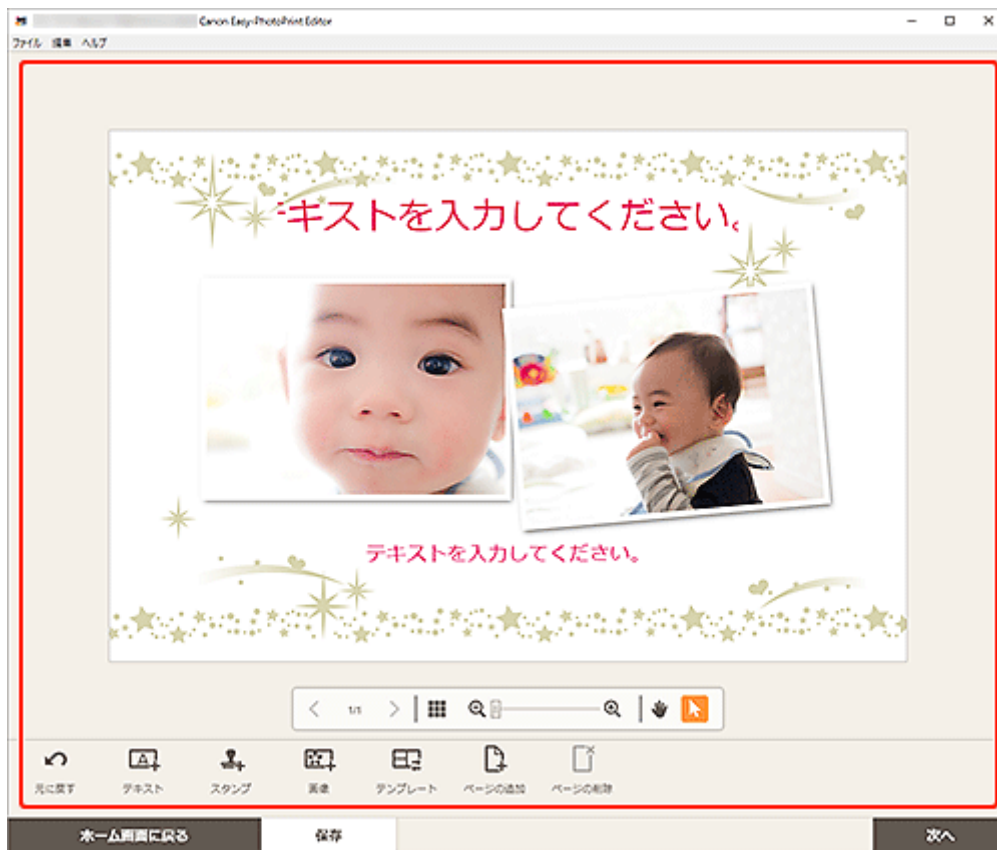 Canon Easy-PhotoPrint Editor
ファイル 編集 ヘルプ
キストを入力してください。
テキストを入力してください。
1/1
元に戻す テキスト スタンプ 画像 テンプレート ページの追加 ページの削除
ホーム画面に戻る 保存 次へ